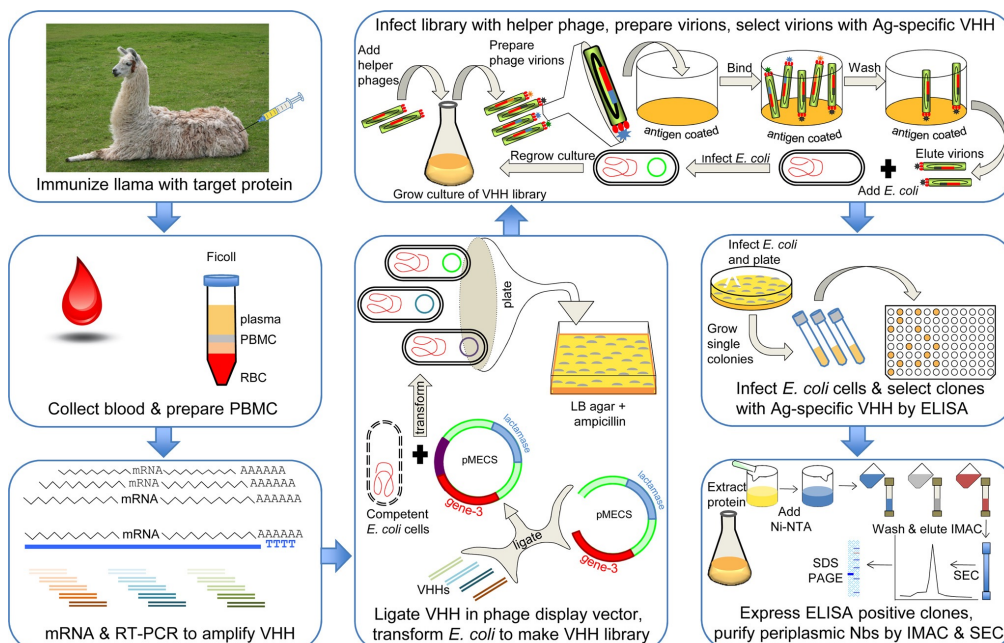 Immunize llama with target protein
Ficoll
plasma
PBMC
RBC
Collect blood & prepare PBMC
mRNA AAAAAA
mRNA AAAAAA
mRNA AAAAAA
mRNA AAAAAA
TTTT
mRNA & RT-PCR to amplify VHH
plate
LB agar +
ampicillin
transform
Competent
E. coli cells
lactamase
pMECS
gene-3
lactamase
pMECS
gene-3
ligate
VHHs
Ligate VHH in phage display vector,
transform E. coli to make VHH library
Infect library with helper phage, prepare virions, select virions with Ag-specific VHH
Add
helper
phages
Prepare
phage virions
Bind
Wash
antigen coated
antigen coated
antigen coated
Elute virions
Add E. coli
Infect E. coli
Regrow culture
Grow culture of VHH library
Infect E. coli
and plate
Grow
single
colonies
Infect E. coli cells & select clones
with Ag-specific VHH by ELISA
Extract
protein
Add
Ni-NTA
Wash & elute IMAC
SEC
SDS
PAGE
Express ELISA positive clones,
purify periplasmic Nbs by IMAC & SEC